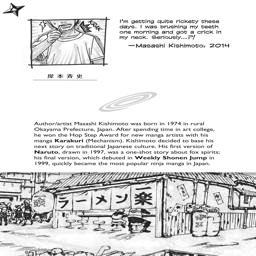 I'm getting quite rickety these
days. I was brushing my teeth
one morning and got a crick in
my neck. Seriously...?!
—Masashi Kishimoto, 2014
岸本斉史
Author/artist Masashi Kishimoto was born in 1974 in rural
Okayama Prefecture, Japan. After spending time in art college,
he won the Hop Step Award for new manga artists with his
manga Karakuri (Mechanism). Kishimoto decided to base his
next story on traditional Japanese culture. His first version of
Naruto, drawn in 1997, was a one-shot story about fox spirits;
his final version, which debuted in Weekly Shonen Jump in
1999, quickly became the most popular ninja manga in Japan.
ラーメン
楽